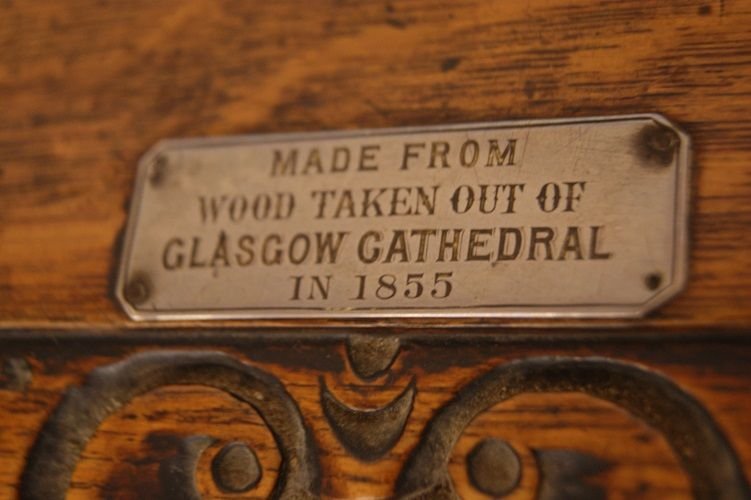 MADE FROM
WOOD TAKEN OUT OF
GLASGOW CATHEDRAL
IN 1855